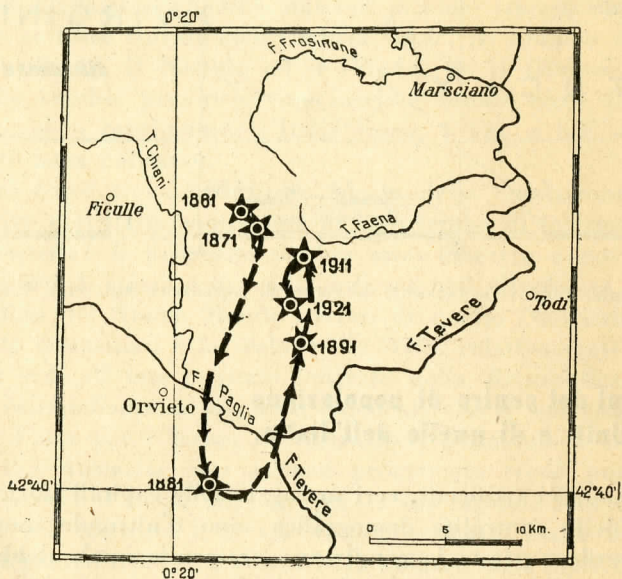 0°20'
F. Frosinone
Marsciano
T. Chiani
Ficulle
1881
1871
T. Faena
1911
1921
1891
Todi
F. Tevere
F. Paglia
Orvieto
1881
F. Tevere
42°40'
42°40'
0 5 10 Km.
0°20'